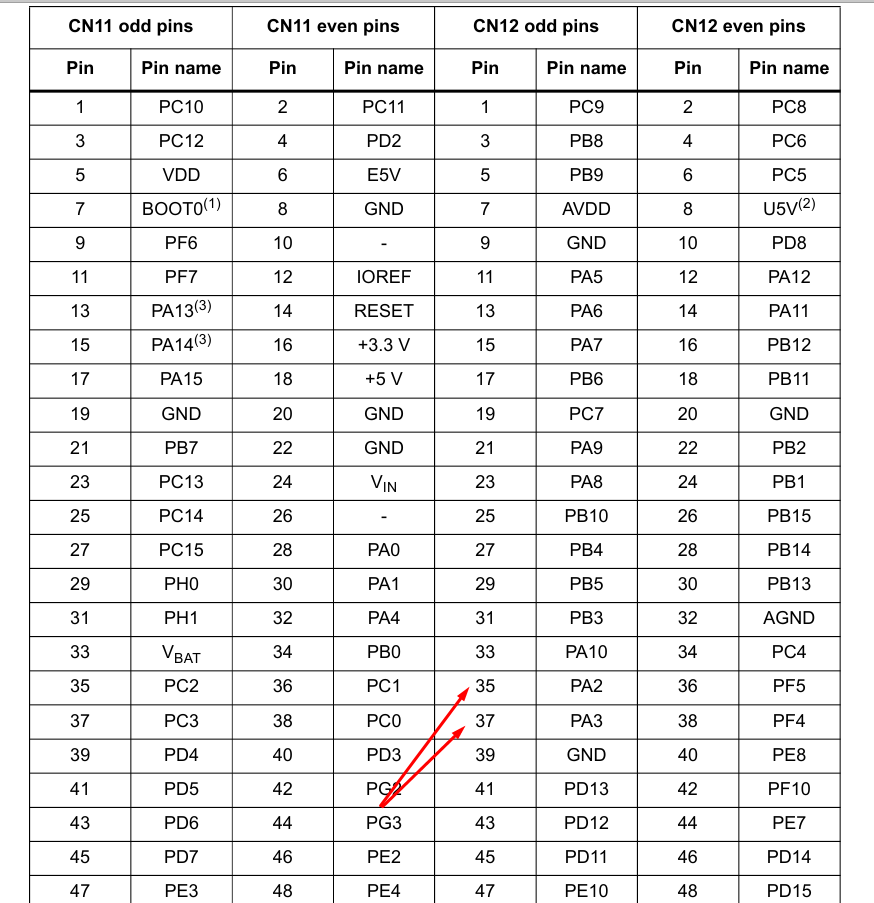 CN11 odd pins CN11 even pins CN12 odd pins CN12 even pins
Pin Pin name Pin Pin name Pin Pin name Pin Pin name
1 PC10 2 PC11 1 PC9 2 PC8
3 PC12 4 PD2 3 PB8 4 PC6
5 VDD 6 E5V 5 PB9 6 PC5
7 BOOT0(1) 8 GND 7 AVDD 8 U5V(2)
9 PF6 10 - 9 GND 10 PD8
11 PF7 12 IOREF 11 PA5 12 PA12
13 PA13(3) 14 RESET 13 PA6 14 PA11
15 PA14(3) 16 +3.3 V 15 PA7 16 PB12
17 PA15 18 +5 V 17 PB6 18 PB11
19 GND 20 GND 19 PC7 20 GND
21 PB7 22 GND 21 PA9 22 PB2
23 PC13 24 VIN 23 PA8 24 PB1
25 PC14 26 - 25 PB10 26 PB15
27 PC15 28 PA0 27 PB4 28 PB14
29 PH0 30 PA1 29 PB5 30 PB13
31 PH1 32 PA4 31 PB3 32 AGND
33 VBAT 34 PB0 33 PA10 34 PC4
35 PC2 36 PC1 35 PA2 36 PF5
37 PC3 38 PC0 37 PA3 38 PF4
39 PD4 40 PD3 39 GND 40 PE8
41 PD5 42 PG2 41 PD13 42 PF10
43 PD6 44 PG3 43 PD12 44 PE7
45 PD7 46 PE2 45 PD11 46 PD14
47 PE3 48 PE4 47 PE10 48 PD15